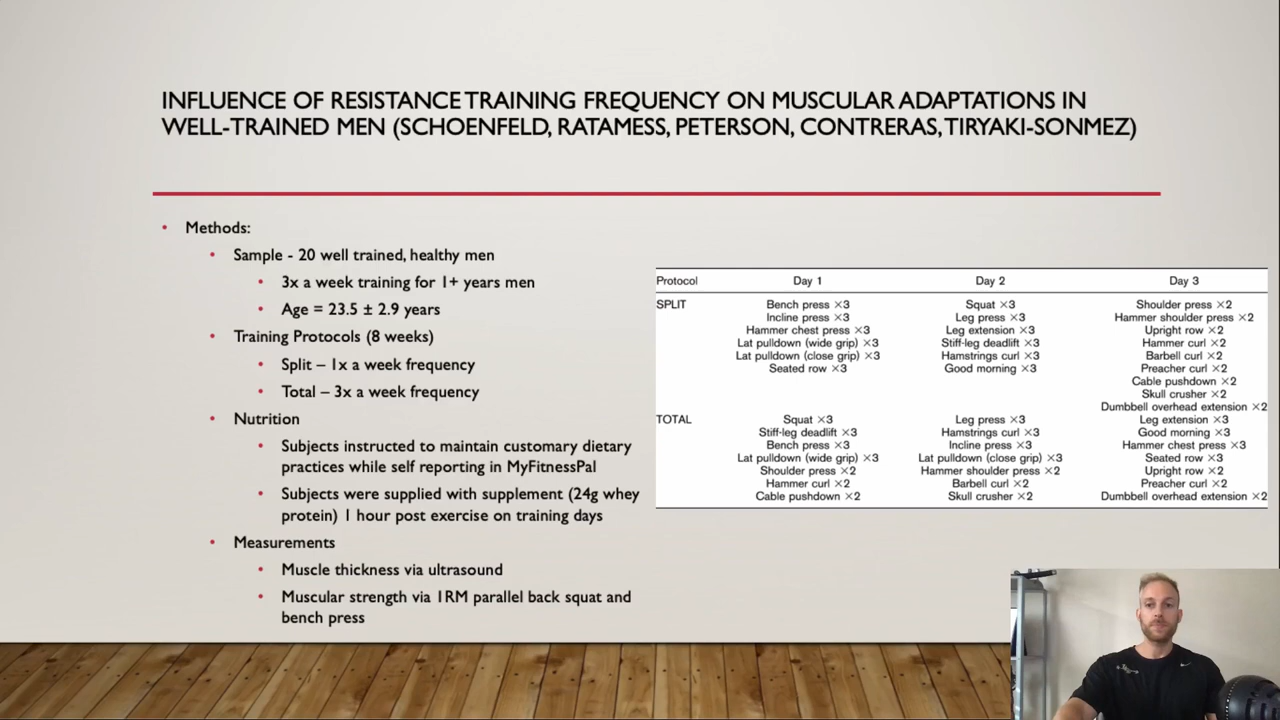 INFLUENCE OF RESISTANCE TRAINING FREQUENCY ON MUSCULAR ADAPTATIONS IN
WELL-TRAINED MEN (SCHOENFELD, RATAMESS, PETERSON, CONTRERAS, TIRYAKI-SONMEZ)
• Methods:
• Sample - 20 well trained, healthy men
• 3x a week training for 1+ years men
• Age = 23.5 ± 2.9 years
• Training Protocols (8 weeks)
• Split – 1x a week frequency
• Total – 3x a week frequency
• Nutrition
• Subjects instructed to maintain customary dietary
practices while self reporting in MyFitnessPal
• Subjects were supplied with supplement (24g whey
protein) 1 hour post exercise on training days
• Measurements
• Muscle thickness via ultrasound
• Muscular strength via 1RM parallel back squat and
bench press
Protocol Day 1 Day 2 Day 3
SPLIT Bench press ×3 Squat ×3 Shoulder press ×2
Incline press ×3 Leg press ×3 Hammer shoulder press ×2
Hammer chest press ×3 Leg extension ×3 Upright row ×2
Lat pulldown (wide grip) ×3 Stiff-leg deadlift ×3 Hammer curl ×2
Lat pulldown (close grip) ×3 Hamstrings curl ×3 Barbell curl ×2
Seated row ×3 Good morning ×3 Preacher curl ×2
Cable pushdown ×2
Skull crusher ×2
Dumbbell overhead extension ×2
TOTAL Squat ×3 Leg press ×3 Leg extension ×3
Stiff-leg deadlift ×3 Hamstrings curl ×3 Good morning ×3
Bench press ×3 Incline press ×3 Hammer chest press ×3
Lat pulldown (wide grip) ×3 Lat pulldown (close grip) ×3 Seated row ×3
Shoulder press ×2 Hammer shoulder press ×2 Upright row ×2
Hammer curl ×2 Barbell curl ×2 Preacher curl ×2
Cable pushdown ×2 Skull crusher ×2 Dumbbell overhead extension ×2